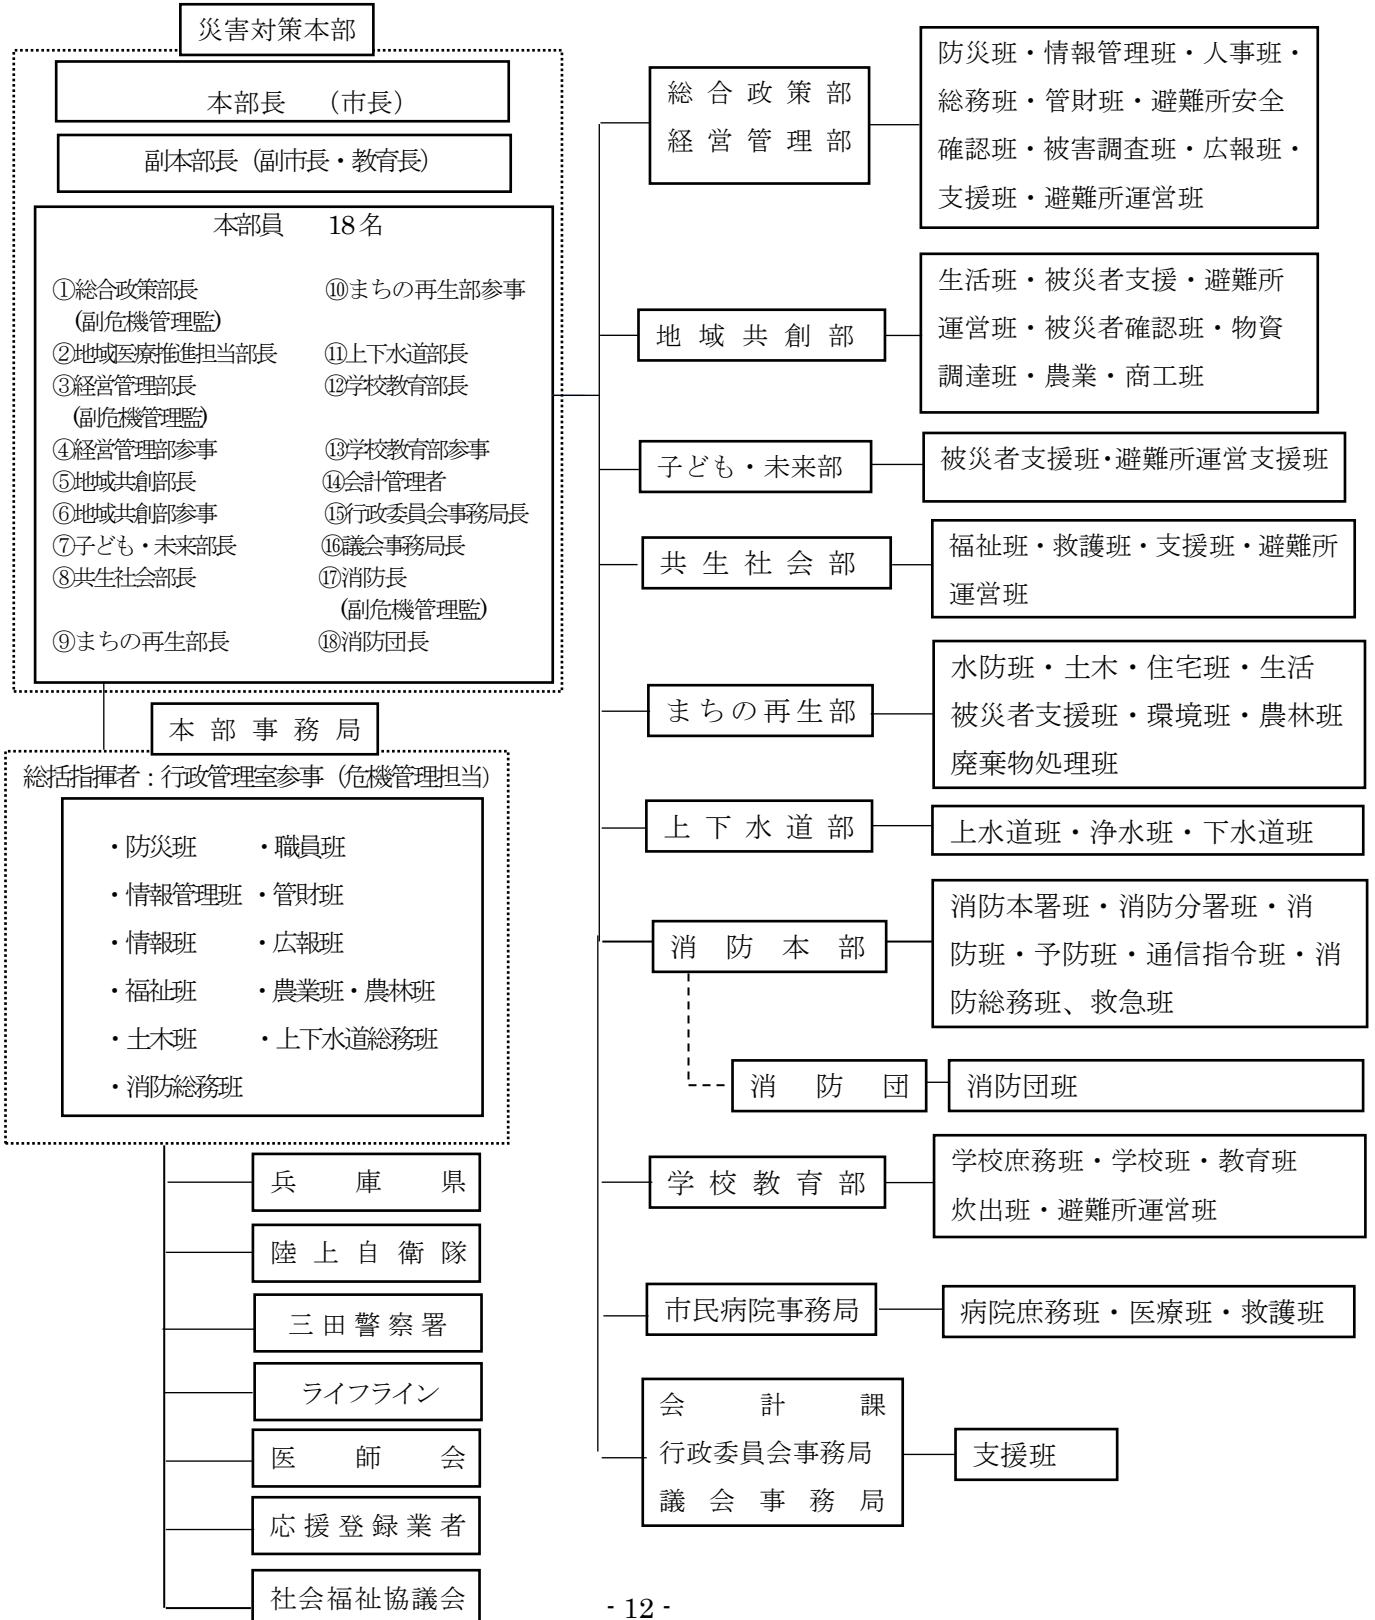 災害対策本部
本部長　（市長）
副本部長（副市長・教育長）
本部員　18名
①総合政策部長
(副危機管理監)
②地域医療推進担当部長
③経営管理部長
(副危機管理監)
④経営管理部参事
⑤地域共創部長
⑥地域共創部参事
⑦子ども・未来部長
⑧共生社会部長
⑨まちの再生部長
⑩まちの再生部参事
⑪上下水道部長
⑫学校教育部長
⑬学校教育部参事
⑭会計管理者
⑮行政委員会事務局長
⑯議会事務局長
⑰消防長
(副危機管理監)
⑱消防団長
本部事務局
総括指揮者：行政管理室参事（危機管理担当）
・防災班　・職員班
・情報管理班　・管財班
・情報班　・広報班
・福祉班　・農業班・農林班
・土木班　・上下水道総務班
・消防総務班
兵庫県
陸上自衛隊
三田警察署
ライフライン
医師会
応援登録業者
社会福祉協議会
総合政策部
経営管理部
防災班・情報管理班・人事班・
総務班・管財班・避難所安全
確認班・被害調査班・広報班・
支援班・避難所運営班
地域共創部
生活班・被災者支援・避難所
運営班・被災者確認班・物資
調達班・農業・商工班
子ども・未来部
被災者支援班・避難所運営支援班
共生社会部
福祉班・救護班・支援班・避難所
運営班
まちの再生部
水防班・土木・住宅班・生活
被災者支援班・環境班・農林班
廃棄物処理班
上下水道部
上水道班・浄水班・下水道班
消防本部
消防本署班・消防分署班・消
防班・予防班・通信指令班・消
防総務班、救急班
消防団
消防団班
学校教育部
学校庶務班・学校班・教育班
炊出班・避難所運営班
市民病院事務局
病院庶務班・医療班・救護班
会計課
行政委員会事務局
議会事務局
支援班
- 12 -